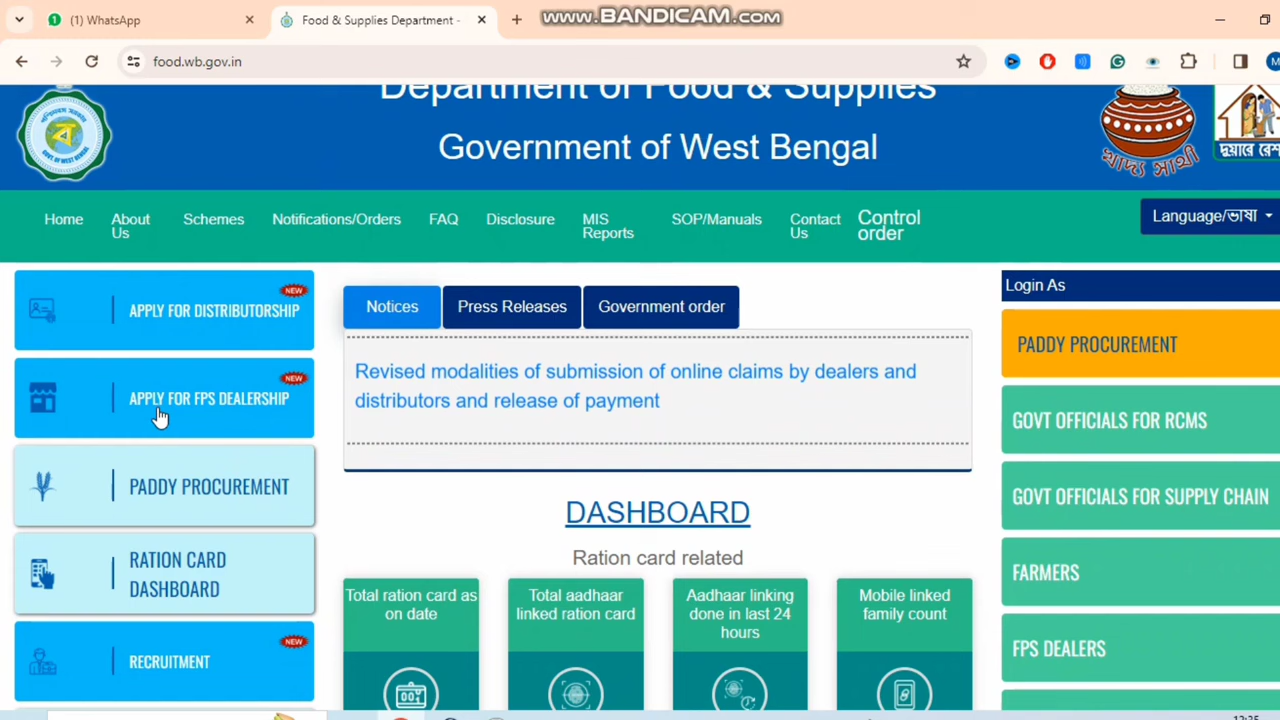 (1) WhatsApp
Food & Supplies Department -
www.BANDICAM.com
food.wb.gov.in
Department of Food & Supplies
Government of West Bengal
খাদ্য সাথী
দুয়ারে রেশ
Home
About Us
Schemes
Notifications/Orders
FAQ
Disclosure
MIS Reports
SOP/Manuals
Contact Us
Control order
Language/ভাষা
NEW
APPLY FOR DISTRIBUTORSHIP
NEW
APPLY FOR FPS DEALERSHIP
PADDY PROCUREMENT
RATION CARD
DASHBOARD
NEW
RECRUITMENT
Notices
Press Releases
Government order
Revised modalities of submission of online claims by dealers and
distributors and release of payment
DASHBOARD
Ration card related
Total ration card as
on date
Total aadhaar
linked ration card
Aadhaar linking
done in last 24
hours
Mobile linked
family count
Login As
PADDY PROCUREMENT
GOVT OFFICIALS FOR RCMS
GOVT OFFICIALS FOR SUPPLY CHAIN
FARMERS
FPS DEALERS